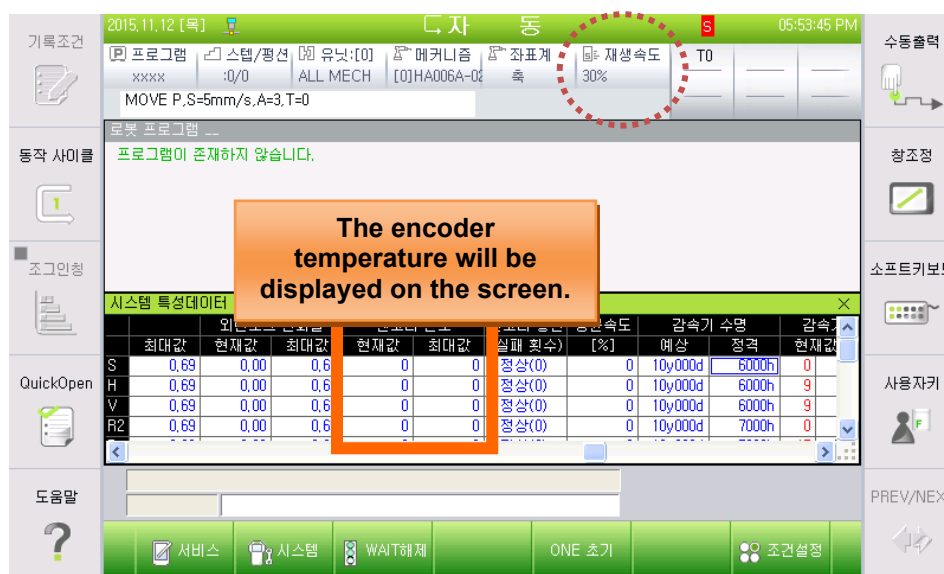 기록조건
동작 사이클
조그인칭
QuickOpen
도움말
2015,11,12 [목]
자 동
S
05:53:45 PM
P 프로그램 스텝/펑션 유닛:[0] 메커니즘 좌표계 재생속도 T0
xxxx :0/0 ALL MECH [0]HA006A-02 축 30%
MOVE P,S=5mm/s,A=3,T=0
로봇 프로그램 __
프로그램이 존재하지 않습니다.
The encoder
temperature will be
displayed on the screen.
시스템 특성데이터
감속기 수명
최대값 현재값 최대값 현재값 최대값 실패 횟수) [%] 예상 정격 현재값
S 0,69 0,00 0,6 0 0 정상(0) 0 10y000d 6000h 0
H 0,69 0,00 0,6 0 0 정상(0) 0 10y000d 6000h 9
V 0,69 0,00 0,6 0 0 정상(0) 0 10y000d 6000h 9
R2 0,69 0,00 0,6 0 0 정상(0) 0 10y000d 7000h 0
서비스 시스템 WAIT해제 ONE 초기 조건설정
수동출력
창조정
소프트키보드
사용자키
F
PREV/NEX